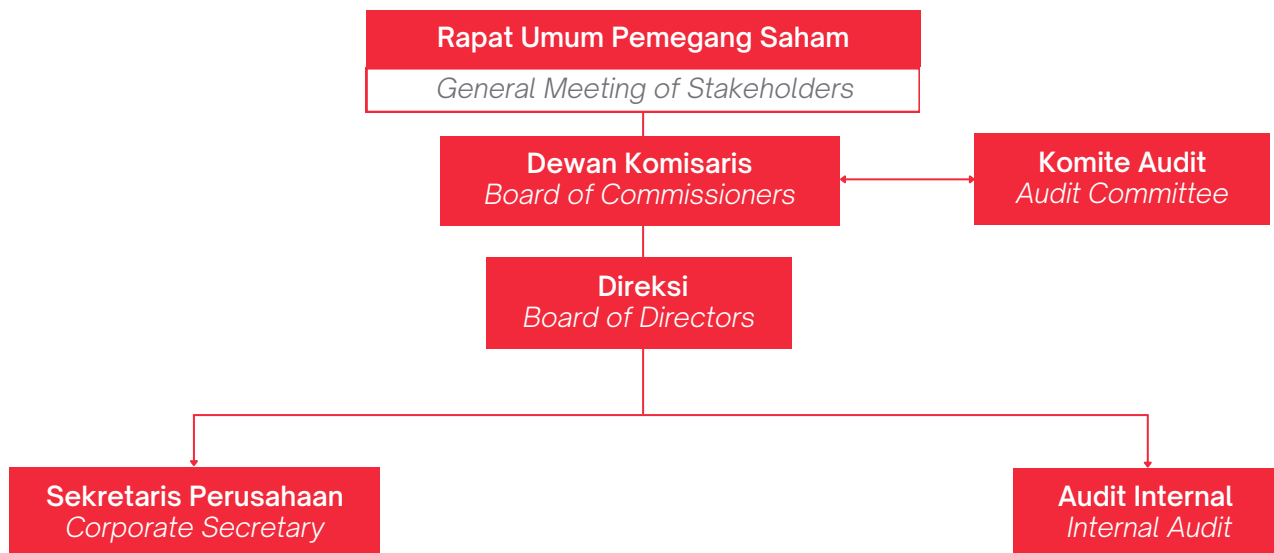 Rapat Umum Pemegang Saham
General Meeting of Stakeholders
Dewan Komisaris
Board of Commissioners
Komite Audit
Audit Committee
Direksi
Board of Directors
Sekretaris Perusahaan
Corporate Secretary
Audit Internal
Internal Audit